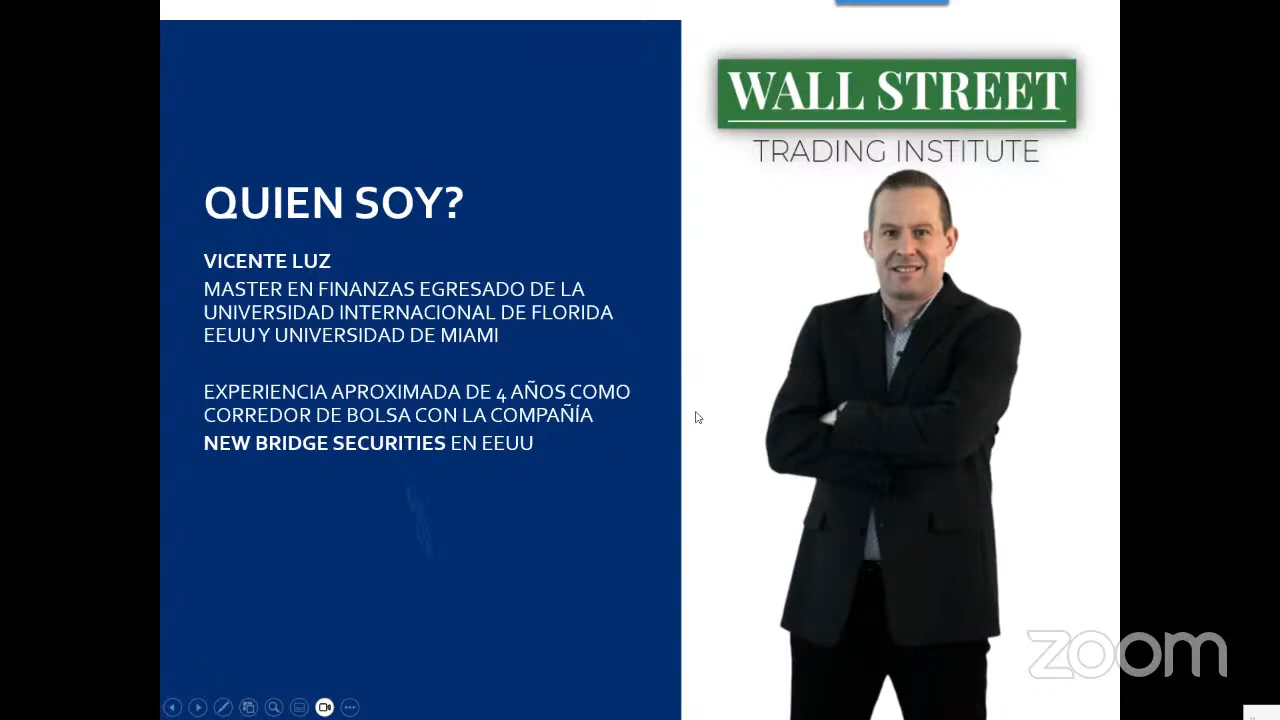 WALL STREET
TRADING INSTITUTE
QUIEN SOY?
VICENTE LUZ
MASTER EN FINANZAS EGRESADO DE LA
UNIVERSIDAD INTERNACIONAL DE FLORIDA
EEUU Y UNIVERSIDAD DE MIAMI
EXPERIENCIA APROXIMADA DE 4 AÑOS COMO
CORREDOR DE BOLSA CON LA COMPAÑÍA
NEW BRIDGE SECURITIES EN EEUU
zoom